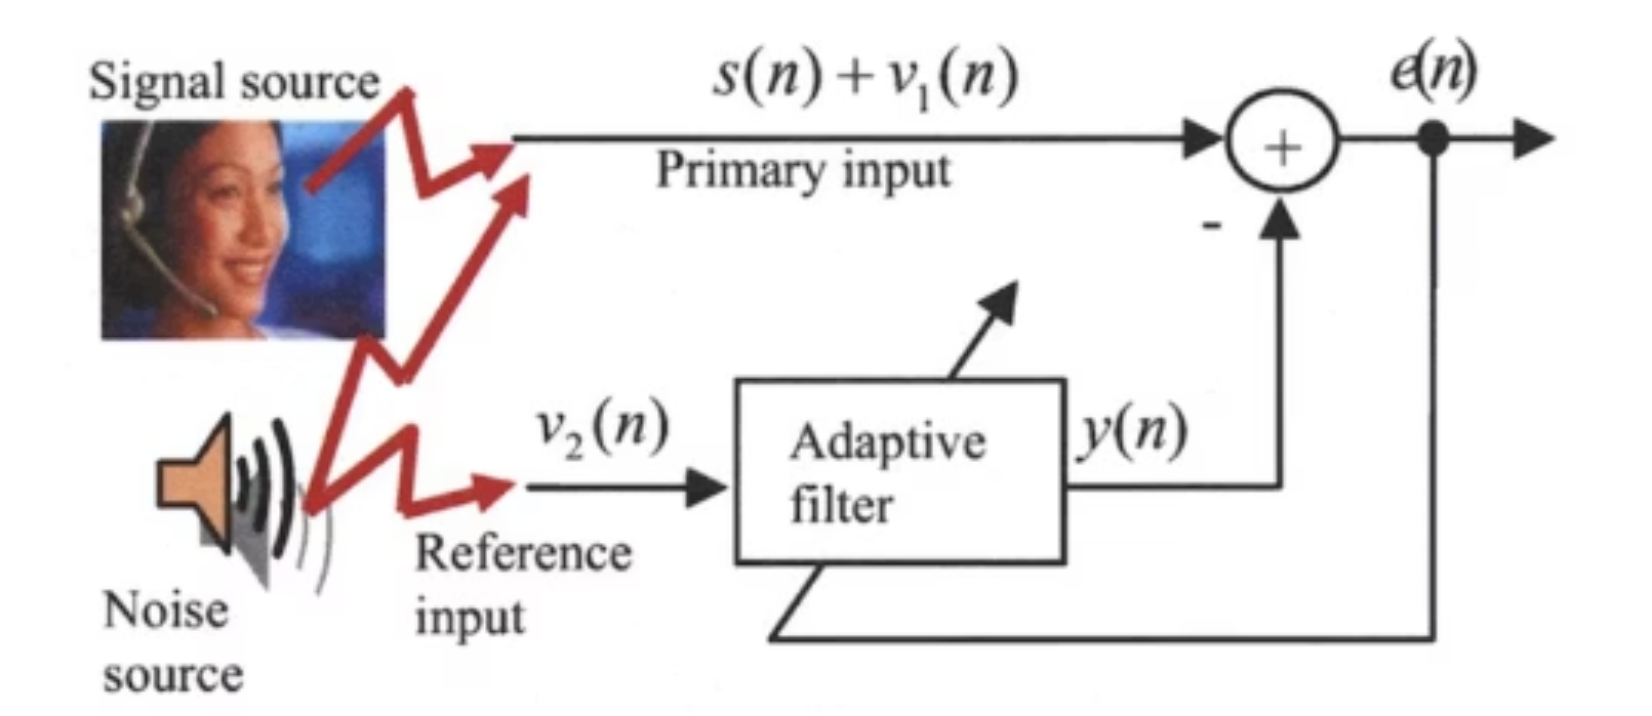 Signal source
s(n) + v₁(n)
e(n)
Primary input
+
-
v₂(n)
Adaptive
filter
y(n)
Reference
input
Noise
source